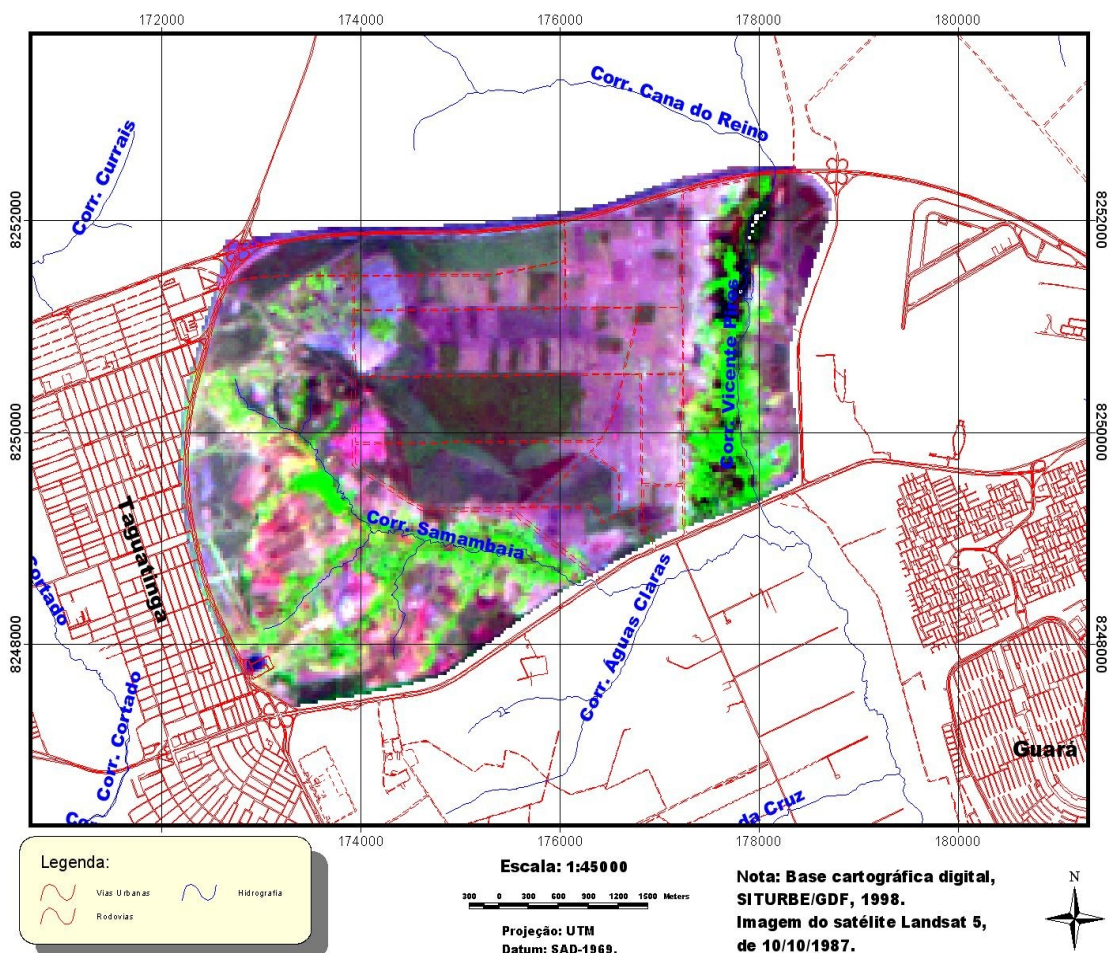 172000 174000 176000 178000 180000
Corr. Cana do Reino
Corr. Currais
8252000
8252000
Corr. Vicente Pires
8250000
8250000
Taguatinga
Corr. Samambaia
Cortado
Corr. Águas Claras
8248000
8248000
Corr. Cortado
Guará
da Cruz
172000 174000 176000 178000 180000
Legenda:
Vias Urbanas
Hidrografia
Rodovias
Escala: 1:45000
300 0 300 600 900 1200 1500 Meters
Projeção: UTM
Datum: SAD-1969.
Nota: Base cartográfica digital,
SITURBE/GDF, 1998.
Imagem do satélite Landsat 5,
de 10/10/1987.
N